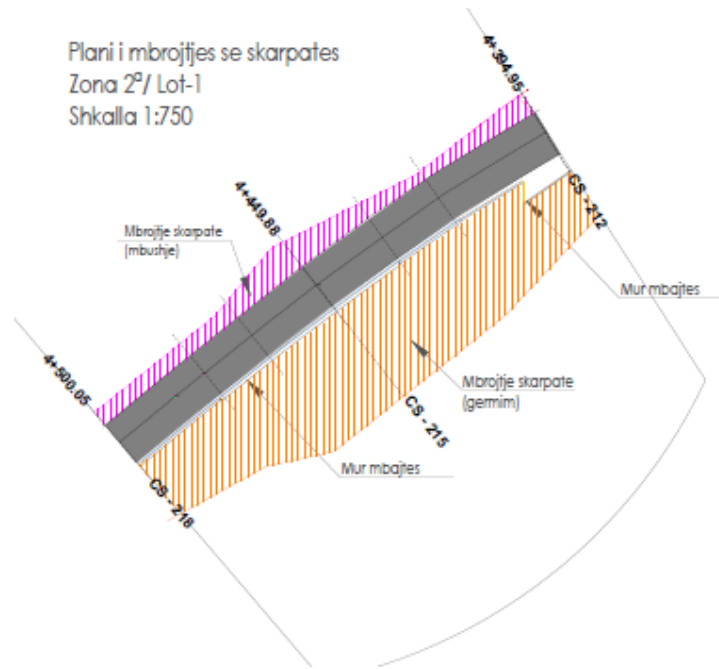 Plani i mbrojtjes se skarpates
Zona 2ª/ Lot-1
Shkalla 1:750
4+394.95
4+449.88
Mbrojtje skarpate
(mbushje)
CS - 212
Mur mbajtes
4+500.05
Mbrojtje skarpate
(germim)
CS - 215
Mur mbajtes
CS - 218